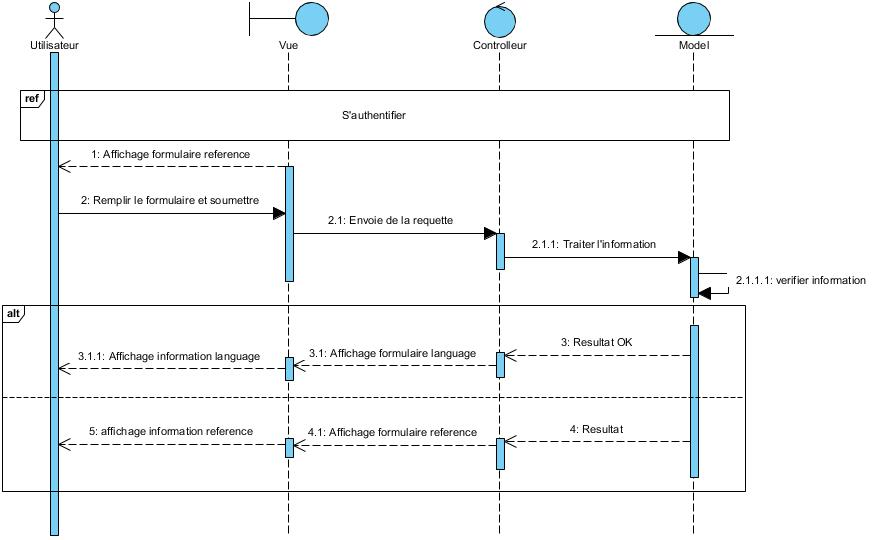 Utilisateur
Vue
Controlleur
Model
ref
S'authentifier
1: Affichage formulaire reference
2: Remplir le formulaire et soumettre
2.1: Envoie de la requette
2.1.1: Traiter l'information
2.1.1.1: verifier information
alt
3: Resultat OK
3.1: Affichage formulaire language
3.1.1: Affichage information language
4: Resultat
4.1: Affichage formulaire reference
5: affichage information reference